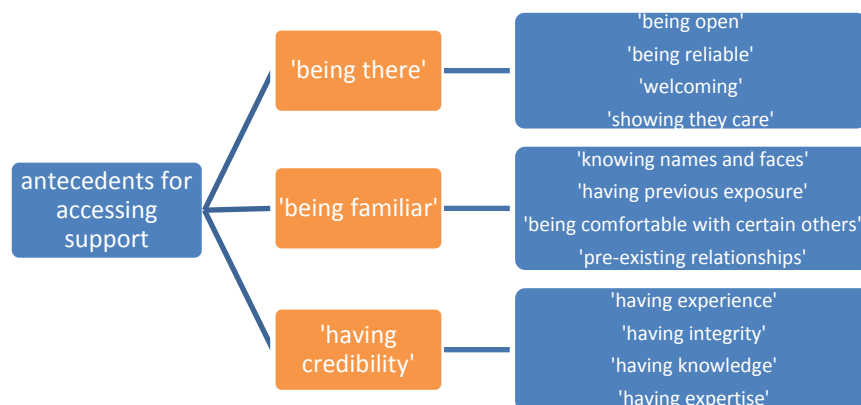 antecedents for
accessing
support
'being there'
'being open'
'being reliable'
'welcoming'
'showing they care'
'being familiar'
'knowing names and faces'
'having previous exposure'
'being comfortable with certain others'
'pre-existing relationships'
'having
credibility'
'having experience'
'having integrity'
'having knowledge'
'having expertise'